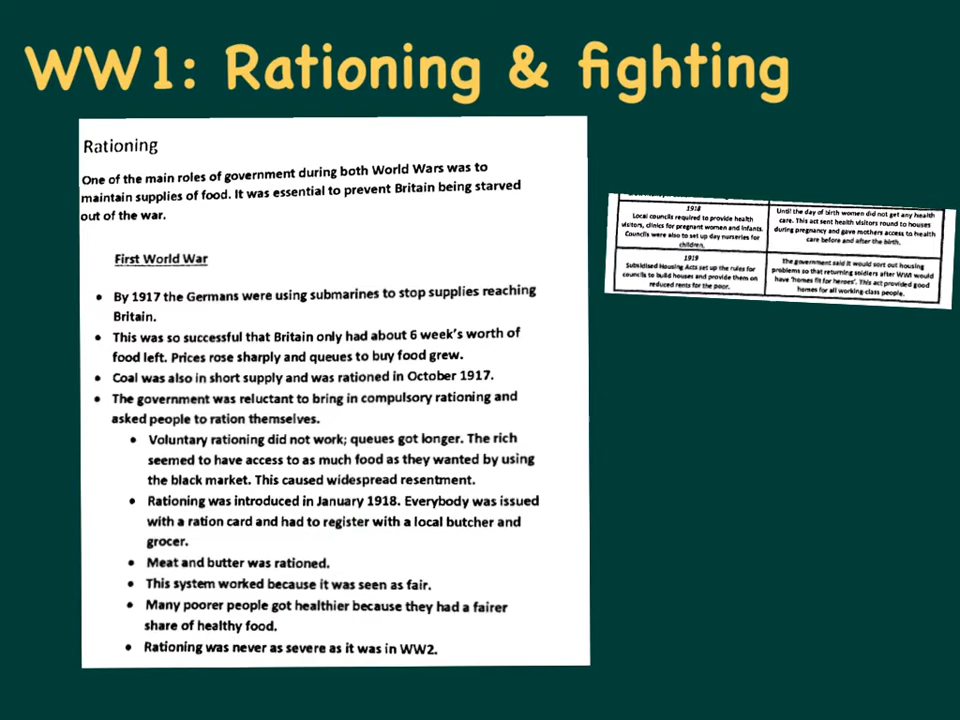 WW1: Rationing & fighting
Rationing
One of the main roles of government during both World Wars was to
maintain supplies of food. It was essential to prevent Britain being starved
out of the war.
First World War
• By 1917 the Germans were using submarines to stop supplies reaching
Britain.
• This was so successful that Britain only had about 6 week's worth of
food left. Prices rose sharply and queues to buy food grew.
• Coal was also in short supply and was rationed in October 1917.
• The government was reluctant to bring in compulsory rationing and
asked people to ration themselves.
• Voluntary rationing did not work; queues got longer. The rich
seemed to have access to as much food as they wanted by using
the black market. This caused widespread resentment.
• Rationing was introduced in January 1918. Everybody was issued
with a ration card and had to register with a local butcher and
grocer.
• Meat and butter was rationed.
• This system worked because it was seen as fair.
• Many poorer people got healthier because they had a fairer
share of healthy food.
• Rationing was never as severe as it was in WW2.
1918
Local councils required to provide health
visitors, clinics for pregnant women and infants.
Councils were also to set up day nurseries for
children.
Until the day of birth women did not get any health
care. This act sent health visitors round to houses
during pregnancy and gave mothers access to health
care before and after the birth.
1919
Subsidised Housing Acts set up the rules for
councils to build houses and provide them on
reduced rents for the poor.
The government said it would sort out housing
problems so that returning soldiers after WWI would
have 'homes fit for heroes'. This act provided good
homes for all working-class people.